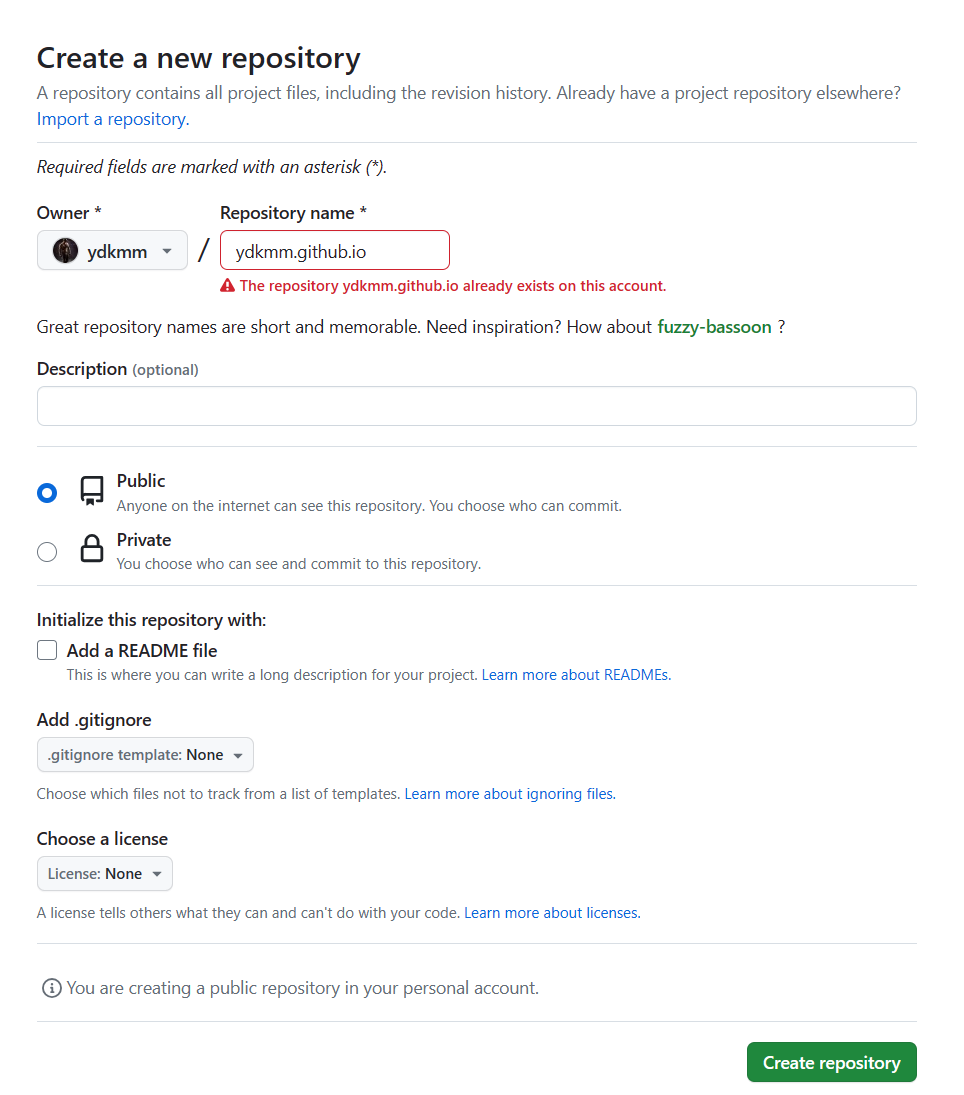 Create a new repository
A repository contains all project files, including the revision history. Already have a project repository elsewhere?
Import a repository.
Required fields are marked with an asterisk (*).
Owner *
Repository name *
ydkmm
/
ydkmm.github.io
The repository ydkmm.github.io already exists on this account.
Great repository names are short and memorable. Need inspiration? How about fuzzy-bassoon ?
Description (optional)
Public
Anyone on the internet can see this repository. You choose who can commit.
Private
You choose who can see and commit to this repository.
Initialize this repository with:
Add a README file
This is where you can write a long description for your project. Learn more about READMEs.
Add .gitignore
.gitignore template: None
Choose which files not to track from a list of templates. Learn more about ignoring files.
Choose a license
License: None
A license tells others what they can and can't do with your code. Learn more about licenses.
You are creating a public repository in your personal account.
Create repository